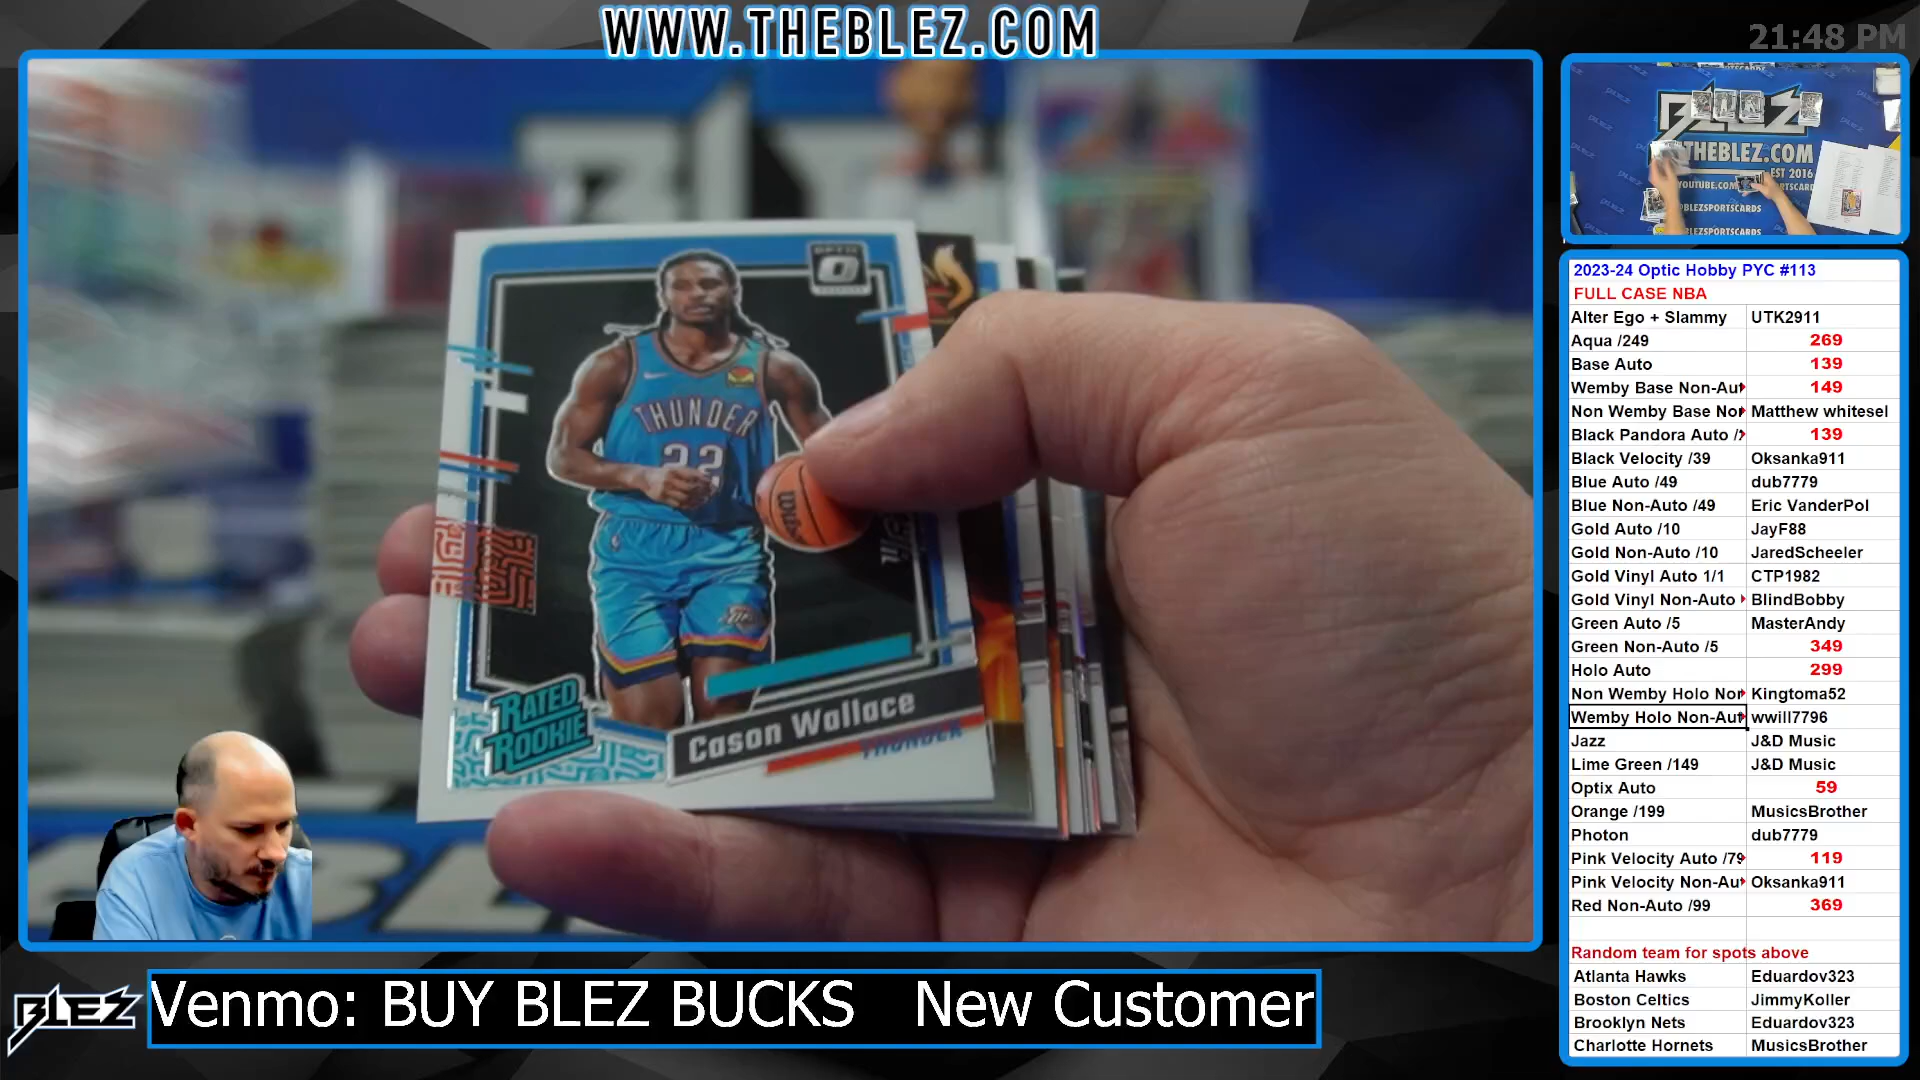 WWW.THEBLEZ.COM
21:48 PM
OPTIC
THUNDER
22
Wilson
RATED
ROOKIE
Cason Wallace
THUNDER
BLEZ
THEBLEZ.COM
EST 2016
YOUTUBE.COM
BLEZSPORTSCARDS
BLEZSPORTSCARDS
2023-24 Optic Hobby PYC #113
FULL CASE NBA
Alter Ego + Slammy UTK2911
Aqua /249 269
Base Auto 139
Wemby Base Non-Aut 149
Non Wemby Base Nor Matthew whitesel
Black Pandora Auto / 139
Black Velocity /39 Oksanka911
Blue Auto /49 dub7779
Blue Non-Auto /49 Eric VanderPol
Gold Auto /10 JayF88
Gold Non-Auto /10 JaredScheeler
Gold Vinyl Auto 1/1 CTP1982
Gold Vinyl Non-Auto BlindBobby
Green Auto /5 MasterAndy
Green Non-Auto /5 349
Holo Auto 299
Non Wemby Holo Nor Kingtoma52
Wemby Holo Non-Aut wwill7796
Jazz J&D Music
Lime Green /149 J&D Music
Optix Auto 59
Orange /199 MusicsBrother
Photon dub7779
Pink Velocity Auto /79 119
Pink Velocity Non-Au Oksanka911
Red Non-Auto /99 369
Random team for spots above
Atlanta Hawks Eduardov323
Boston Celtics JimmyKoller
Brooklyn Nets Eduardov323
Charlotte Hornets MusicsBrother
BLEZ
Venmo: BUY BLEZ BUCKS New Customer